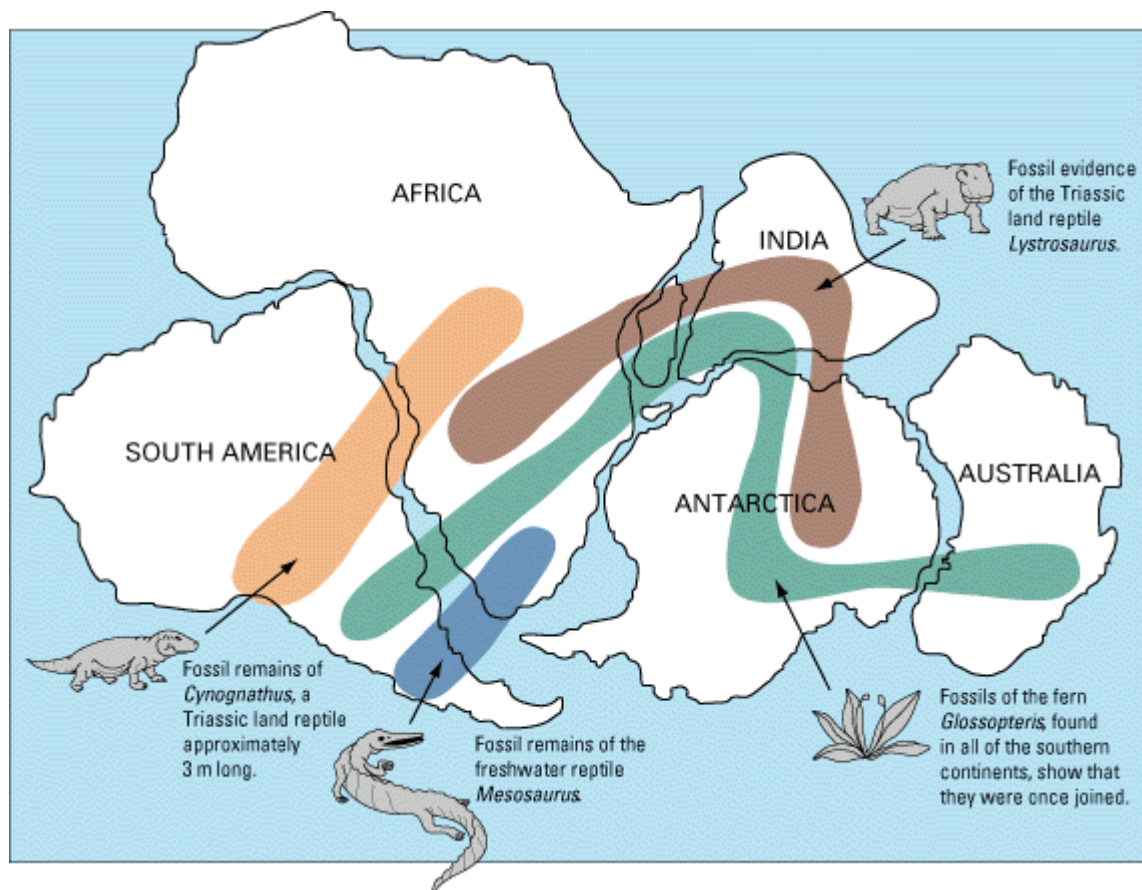 AFRICA
INDIA
Fossil evidence
of the Triassic
land reptile
Lystrosaurus.
SOUTH AMERICA
ANTARCTICA
AUSTRALIA
Fossil remains of
Cynognathus, a
Triassic land reptile
approximately
3 m long.
Fossil remains of the
freshwater reptile
Mesosaurus.
Fossils of the fern
Glossopteris, found
in all of the southern
continents, show that
they were once joined.